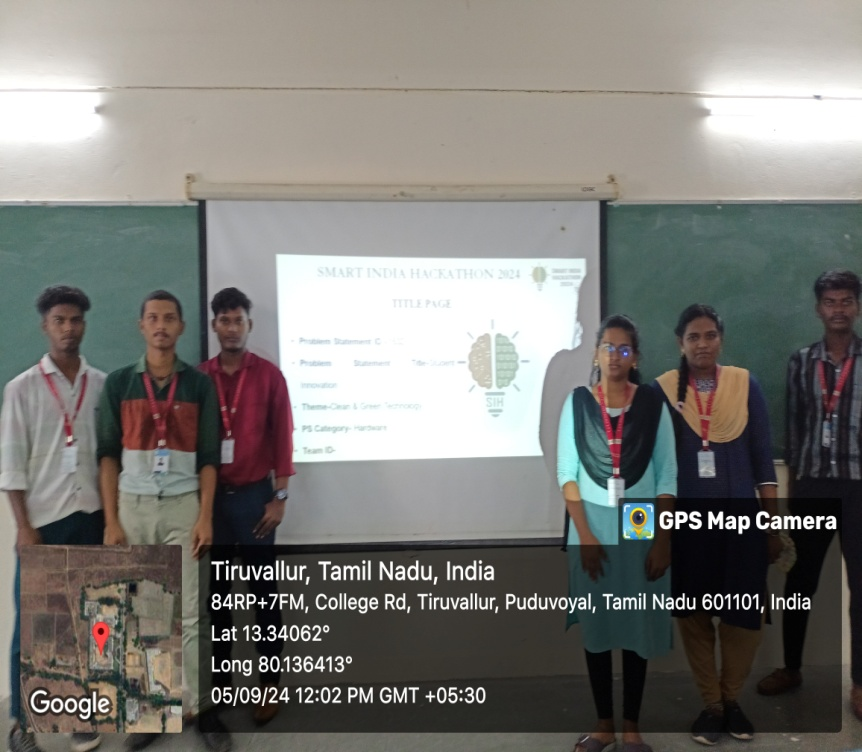 SMART INDIA HACKATHON 2024
SMART INDIA
HACKATHON
2024
TITLE PAGE
• Problem Statement
• Problem Statement Title-Student
Innovation
• Theme-Clean & Green Technology
• PS Category- Hardware
• Team ID-
SIH
GPS Map Camera
Tiruvallur, Tamil Nadu, India
84RP+7FM, College Rd, Tiruvallur, Puduvoyal, Tamil Nadu 601101, India
Lat 13.34062°
Long 80.136413°
05/09/24 12:02 PM GMT +05:30
Google